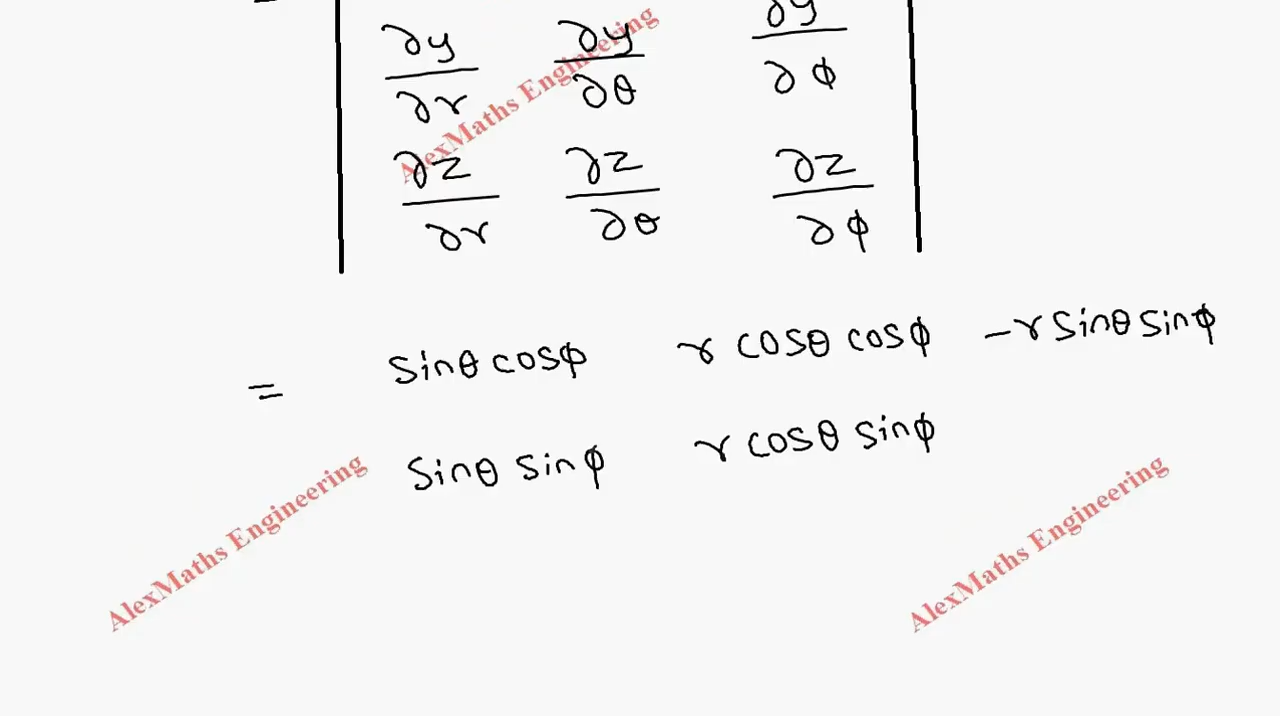 ∂y ∂y ∂y
∂r ∂θ ∂ϕ
∂z ∂z ∂z
∂r ∂θ ∂ϕ
= sinθ cosϕ r cosθ cosϕ -r sinθ sinϕ
sinθ sinϕ r cosθ sinϕ
AlexMaths Engineering
AlexMaths Engineering
AlexMaths Engineering